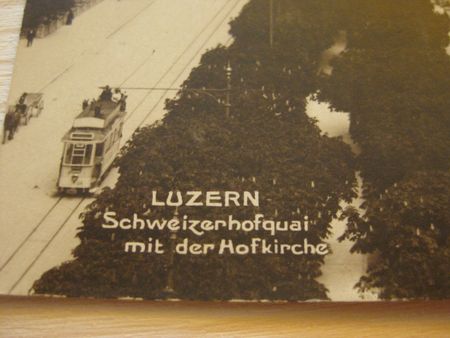 LUZERN
Schweizerhofquai
mit der Hofkirche